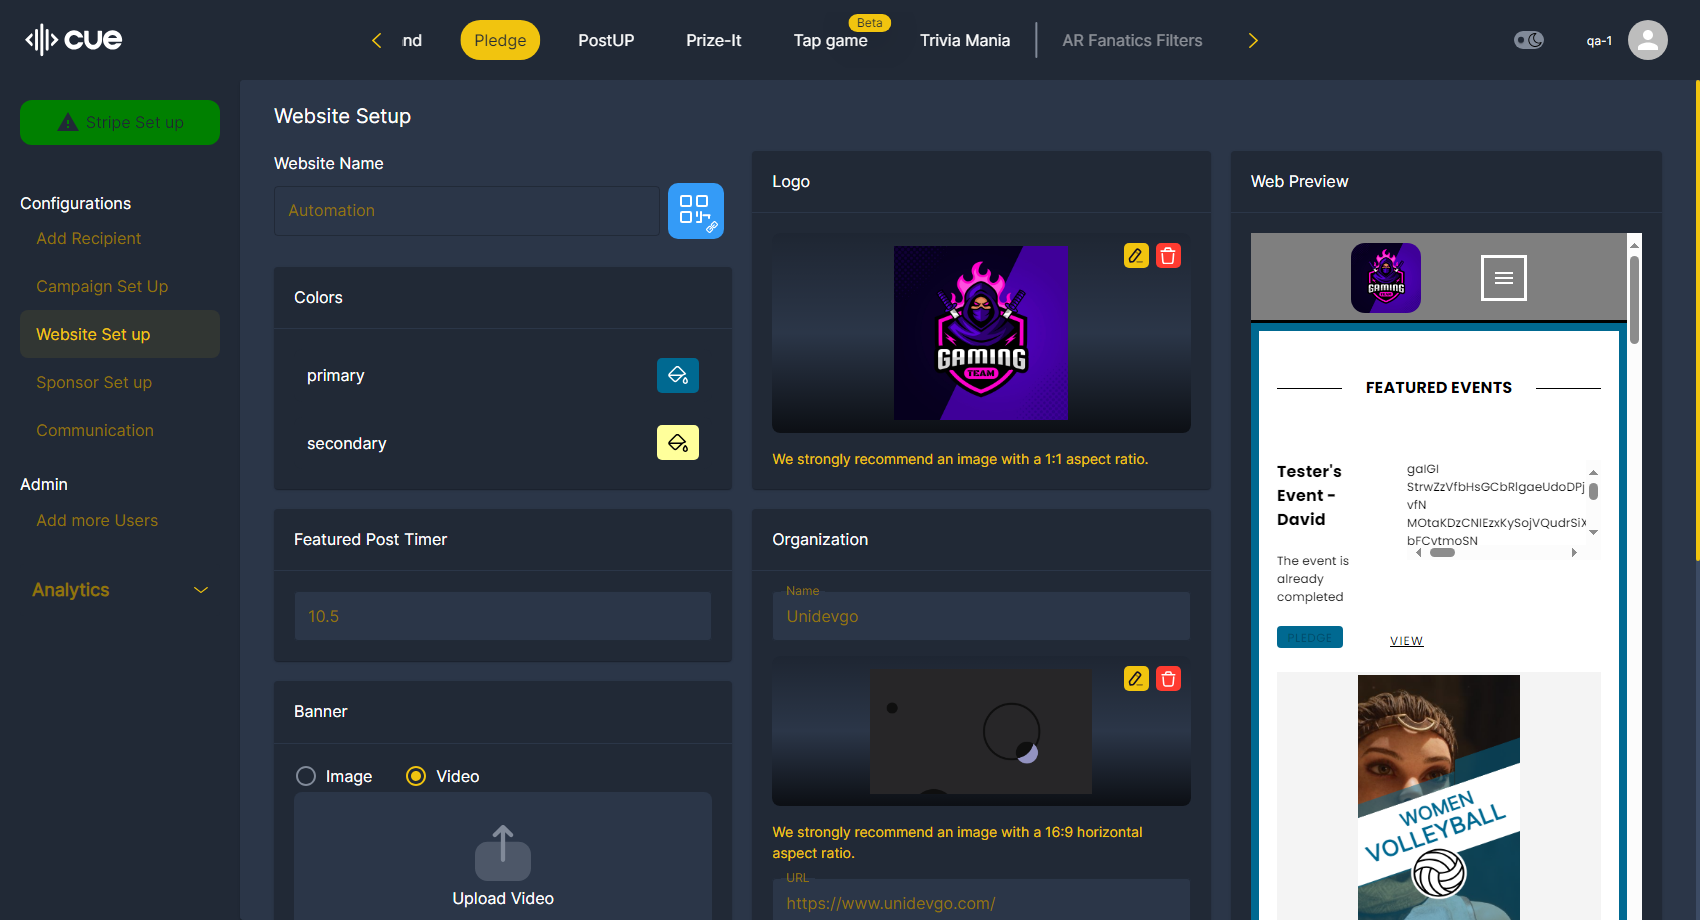 cue
nd
Pledge
PostUP
Prize-It
Tap game
Beta
Trivia Mania
AR Fanatics Filters
qa-1
Stripe Set up
Configurations
Add Recipient
Campaign Set Up
Website Set up
Sponsor Set up
Communication
Admin
Add more Users
Analytics
Website Setup
Website Name
Automation
Colors
primary
secondary
Featured Post Timer
10.5
Banner
Image
Video
Upload Video
Logo
GAMING
TEAM
We strongly recommend an image with a 1:1 aspect ratio.
Organization
Name
Unidevgo
We strongly recommend an image with a 16:9 horizontal
aspect ratio.
URL
https://www.unidevgo.com/
Web Preview
GAMING
FEATURED EVENTS
Tester's
Event -
David
The event is
already
completed
PLEDGE
VIEW
vfN
bFCvtmoSN
WOMEN
VOLLEYBALL